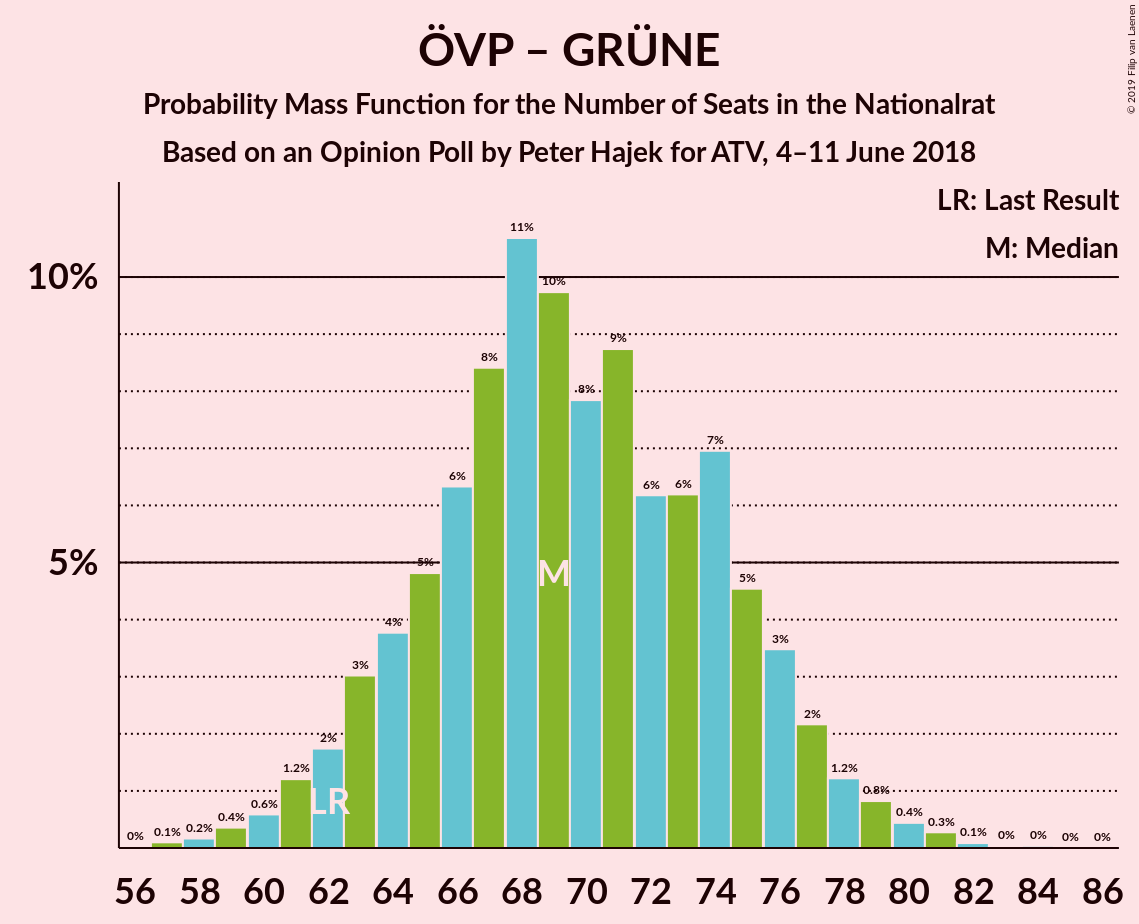 ÖVP – GRÜNE
Probability Mass Function for the Number of Seats in the Nationalrat
Based on an Opinion Poll by Peter Hajek for ATV, 4–11 June 2018
© 2019 Filip van Laenen
LR: Last Result
M: Median
10%
5%
0% 0.1% 0.2% 0.4% 0.6% 1.2% 2% 3% 4% 5% 6% 8% 11% 10% 8% 9% 6% 6% 7% 5% 3% 2% 1.2% 0.8% 0.4% 0.3% 0.1% 0% 0% 0% 0%
LR
M
56 58 60 62 64 66 68 70 72 74 76 78 80 82 84 86